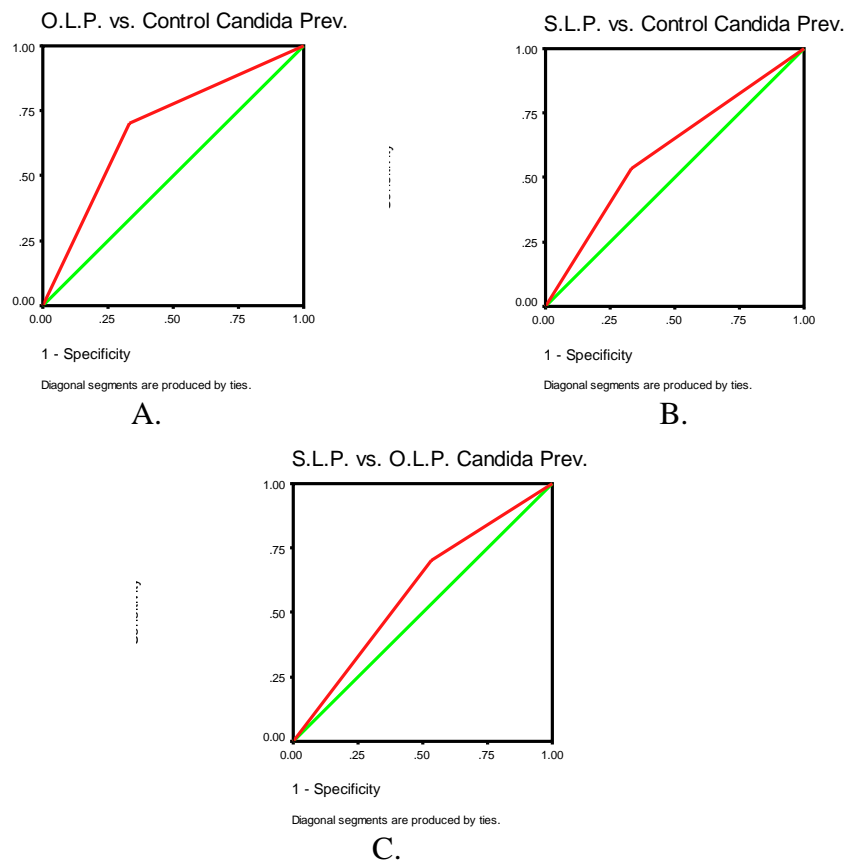 O.L.P. vs. Control Candida Prev.
1.00
.75
.50
.25
0.00
0.00 .25 .50 .75 1.00
1 - Specificity
Diagonal segments are produced by ties.
A.
S.L.P. vs. Control Candida Prev.
1.00
.75
.50
.25
0.00
0.00 .25 .50 .75 1.00
1 - Specificity
Diagonal segments are produced by ties.
B.
S.L.P. vs. O.L.P. Candida Prev.
1.00
.75
.50
.25
0.00
0.00 .25 .50 .75 1.00
1 - Specificity
Diagonal segments are produced by ties.
C.